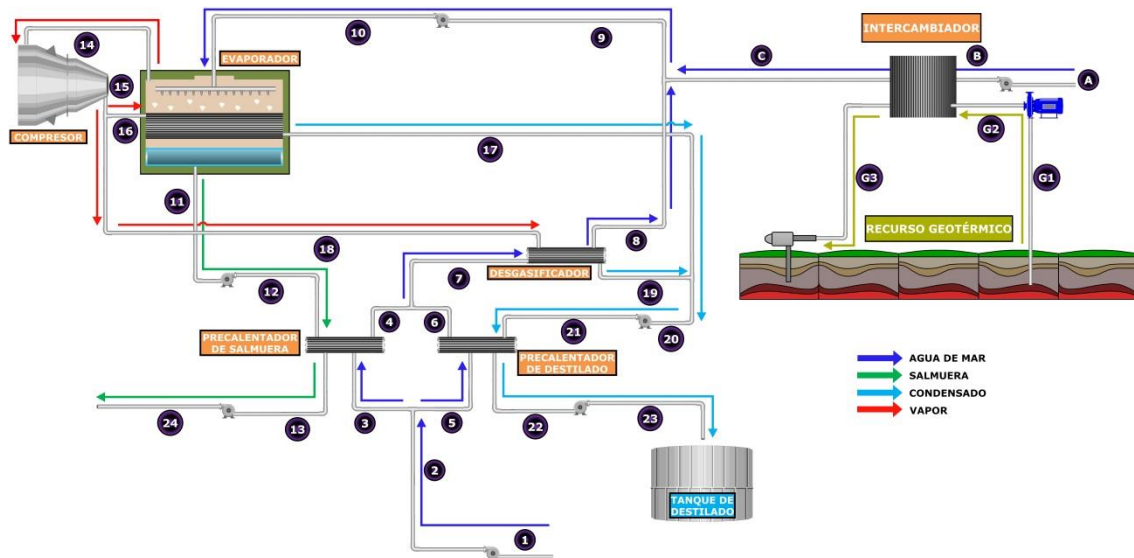 10
9
INTERCAMBIADOR
14
C
B
EVAPORADOR
A
15
COMPRESOR
16
G2
17
11
G3
G1
18
8
RECURSO GEOTÉRMICO
DESGASIFICADOR
7
12
19
4
6
21
20
PRECALENTADOR
DE SALMUERA
PRECALENTADOR
DE DESTILADO
AGUA DE MAR
SALMUERA
CONDENSADO
VAPOR
24
13
3
5
22
23
2
TANQUE DE
DESTILADO
1